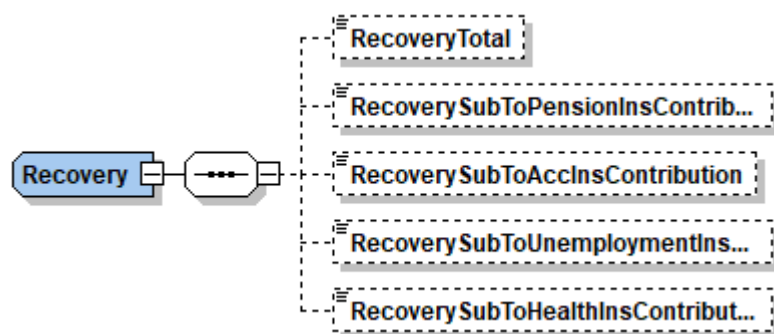 RecoveryTotal
RecoverySubToPensionInsContrib...
Recovery
RecoverySubToAccInsContribution
RecoverySubToUnemploymentIns...
RecoverySubToHealthInsContribut...